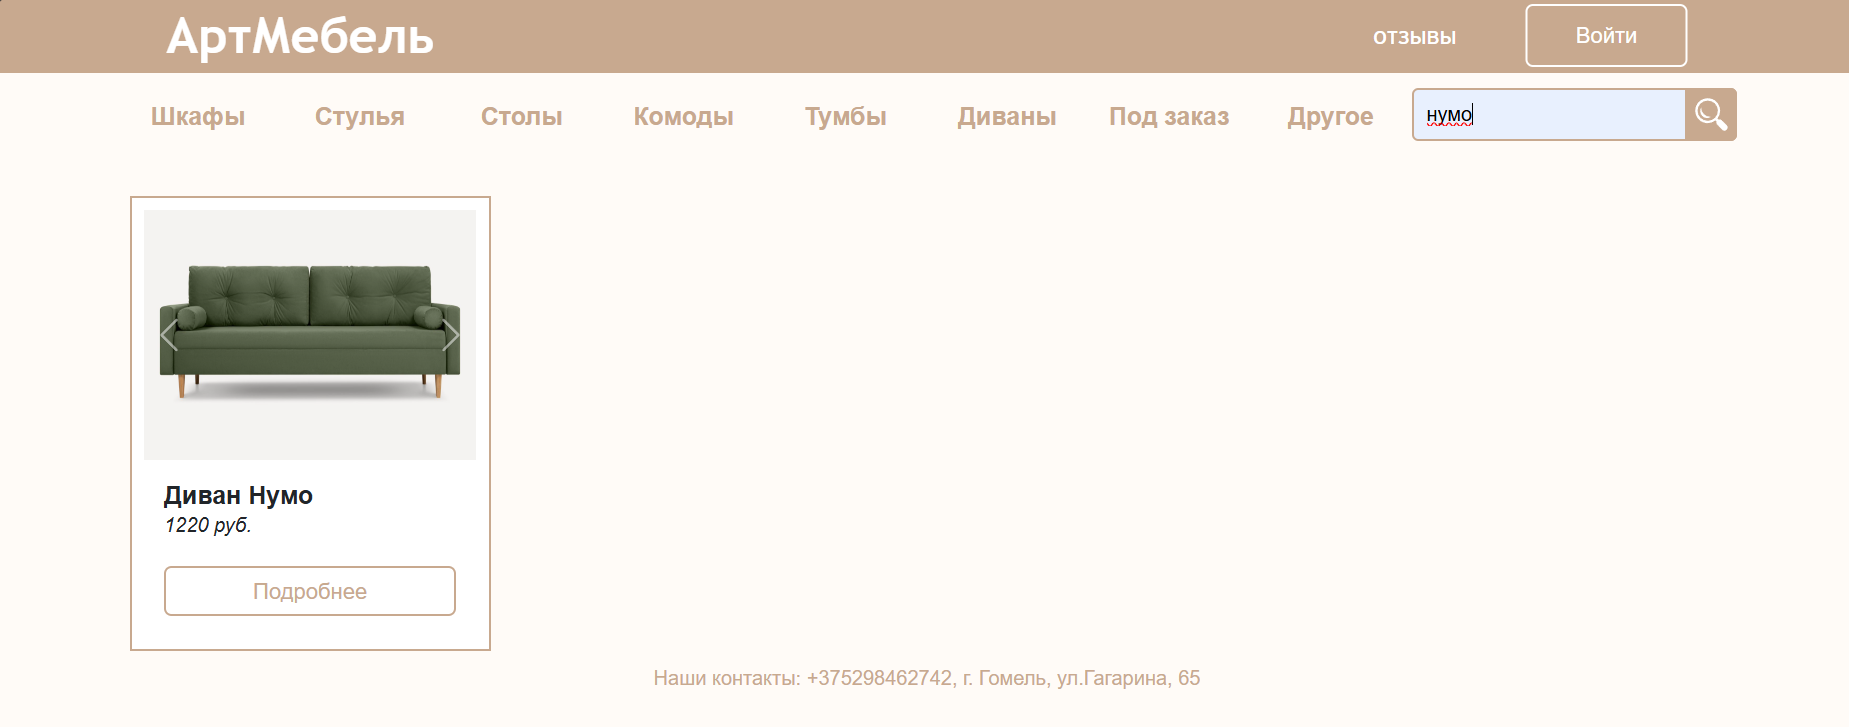 АртМебель
ОТЗЫВЫ
Войти
Шкафы Стулья Столы Комоды Тумбы Диваны Под заказ Другое
нумо
Диван Нумо
1220 руб.
Подробнее
Наши контакты: +375298462742, г. Гомель, ул.Гагарина, 65